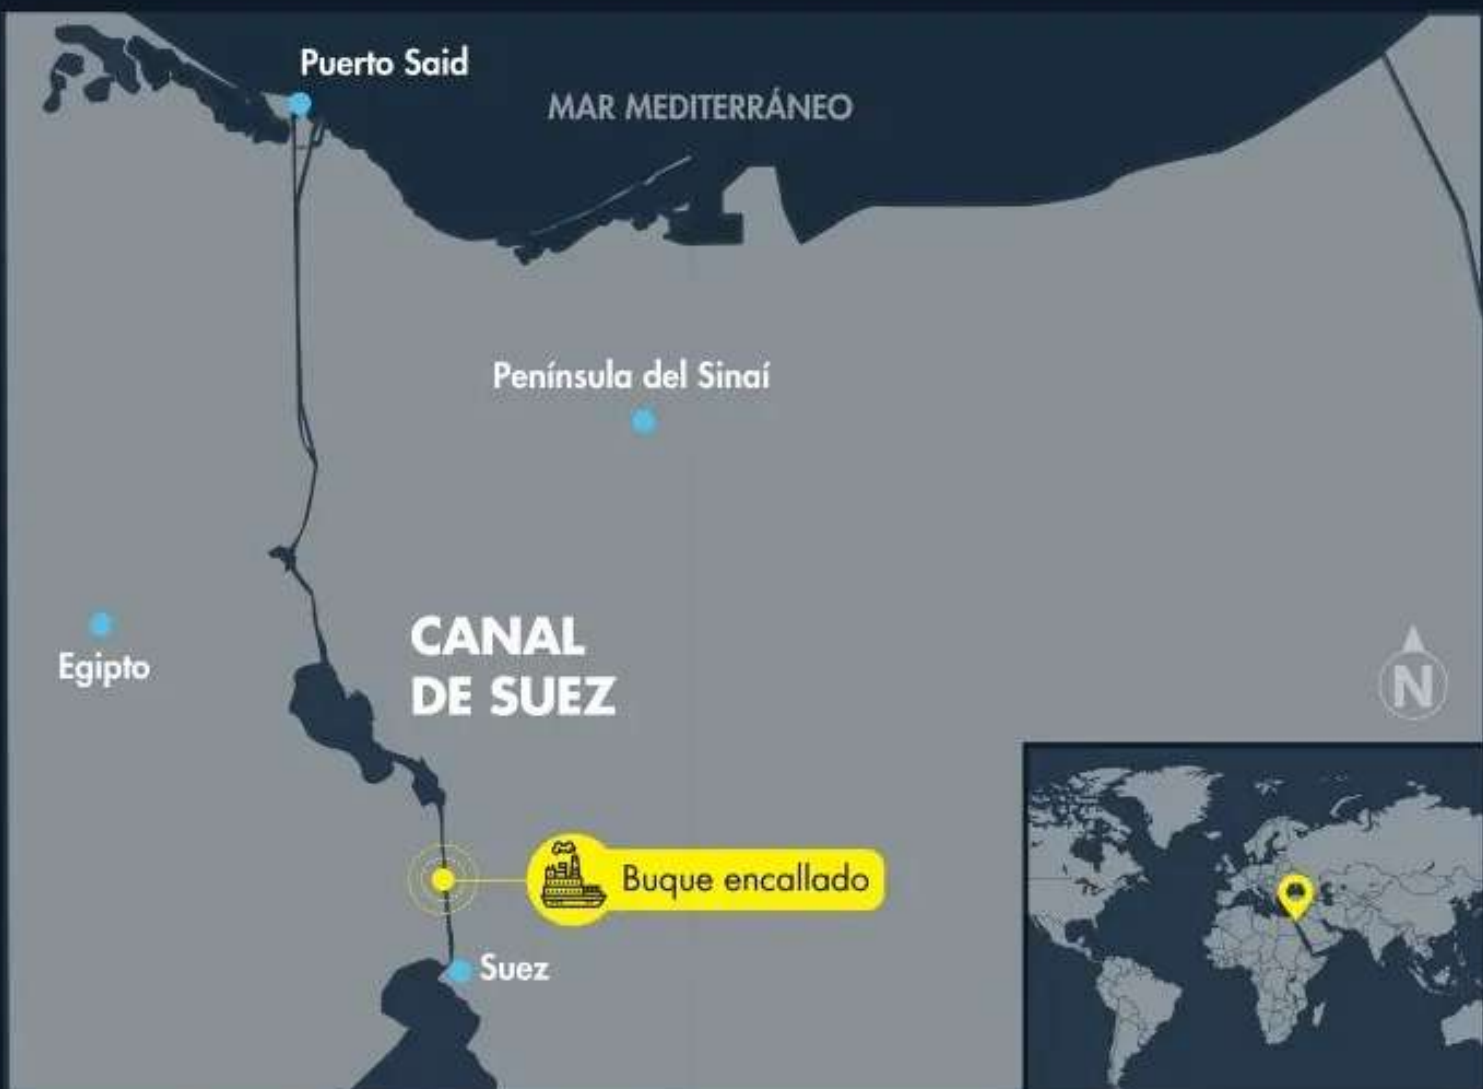 Puerto Said
MAR MEDITERRÁNEO
Península del Sinaí
CANAL
DE SUEZ
Egipto
N
Buque encallado
Suez